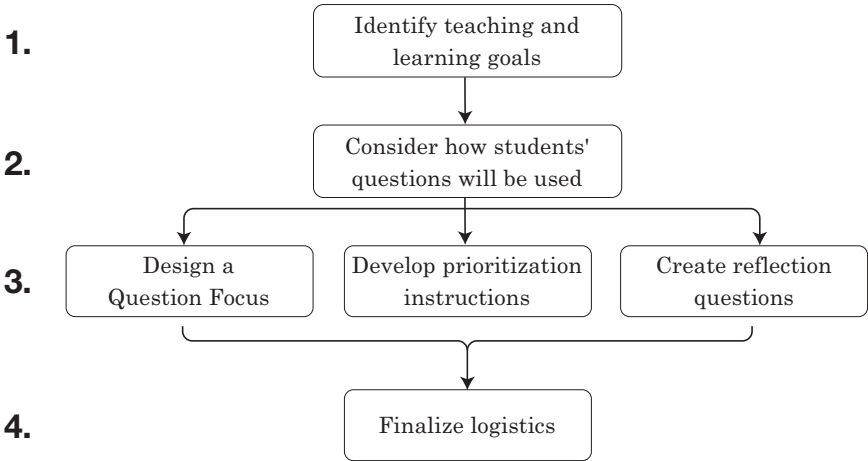 1.
Identify teaching and
learning goals
2.
Consider how students'
questions will be used
3.
Design a
Question Focus
Develop prioritization
instructions
Create reflection
questions
4.
Finalize logistics